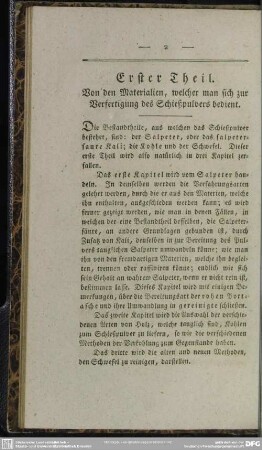 — 2 —
Erster Theil.
Von den Materialien, welcher man sich zur
Verfertigung des Schießpulvers bedient.
Die Bestandtheile, aus welchen das Schießpulver
bestehet, sind: der Salpeter, oder das salpeter-
saure Kali; die Kohle und der Schwefel. Dieser
erste Theil wird also natürlich in drei Kapitel zer-
fallen.
Das erste Kapitel wird vom Salpeter han-
deln. In demselben werden die Verfahrungsarten
gelehrt werden, durch die er aus den Materien, welche
ihn enthalten, ausgeschieden werden kann; es wird
ferner gezeigt werden, wie man in denen Fällen, in
welchen der eine Bestandtheil desselben, die Salpeter-
säure, an andere Grundlagen gebunden ist, durch
Zusatz von Kali, denselben in zur Bereitung des Pul-
vers tauglichen Salpeter umwandeln könne; wie man
ihn von den fremdartigen Materien, welche ihn beglei-
ten, trennen oder raffiniren könne; endlich wie sich
sein Gehalt an wahrem Salpeter, wenn er nicht rein ist,
bestimmen lasse. Dieses Kapitel wird mit einigen Be-
merkungen, über die Bereitungsart der rohen Pott-
asche und ihre Umwandlung in gereinigte schließen.
Das zweite Kapitel wird die Auswahl der verschie-
denen Arten von Holz, welche tauglich sind, Kohlen
zum Schießpulver zu liefern, so wie die verschiedenen
Methoden der Verkohlung zum Gegenstande haben.
Das dritte wird die alten und neuen Methoden,
den Schwefel zu reinigen, darstellen.